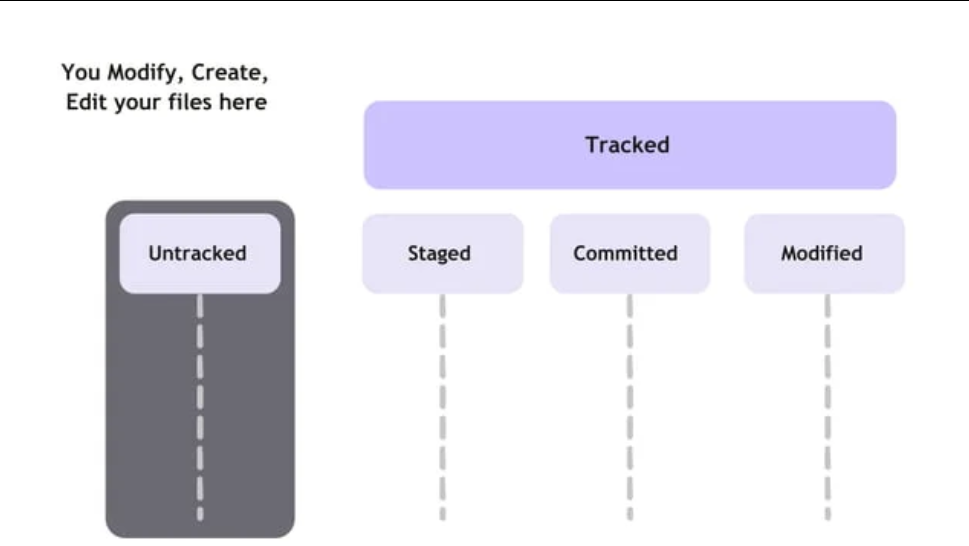 You Modify, Create,
Edit your files here
Tracked
Untracked
Staged
Committed
Modified